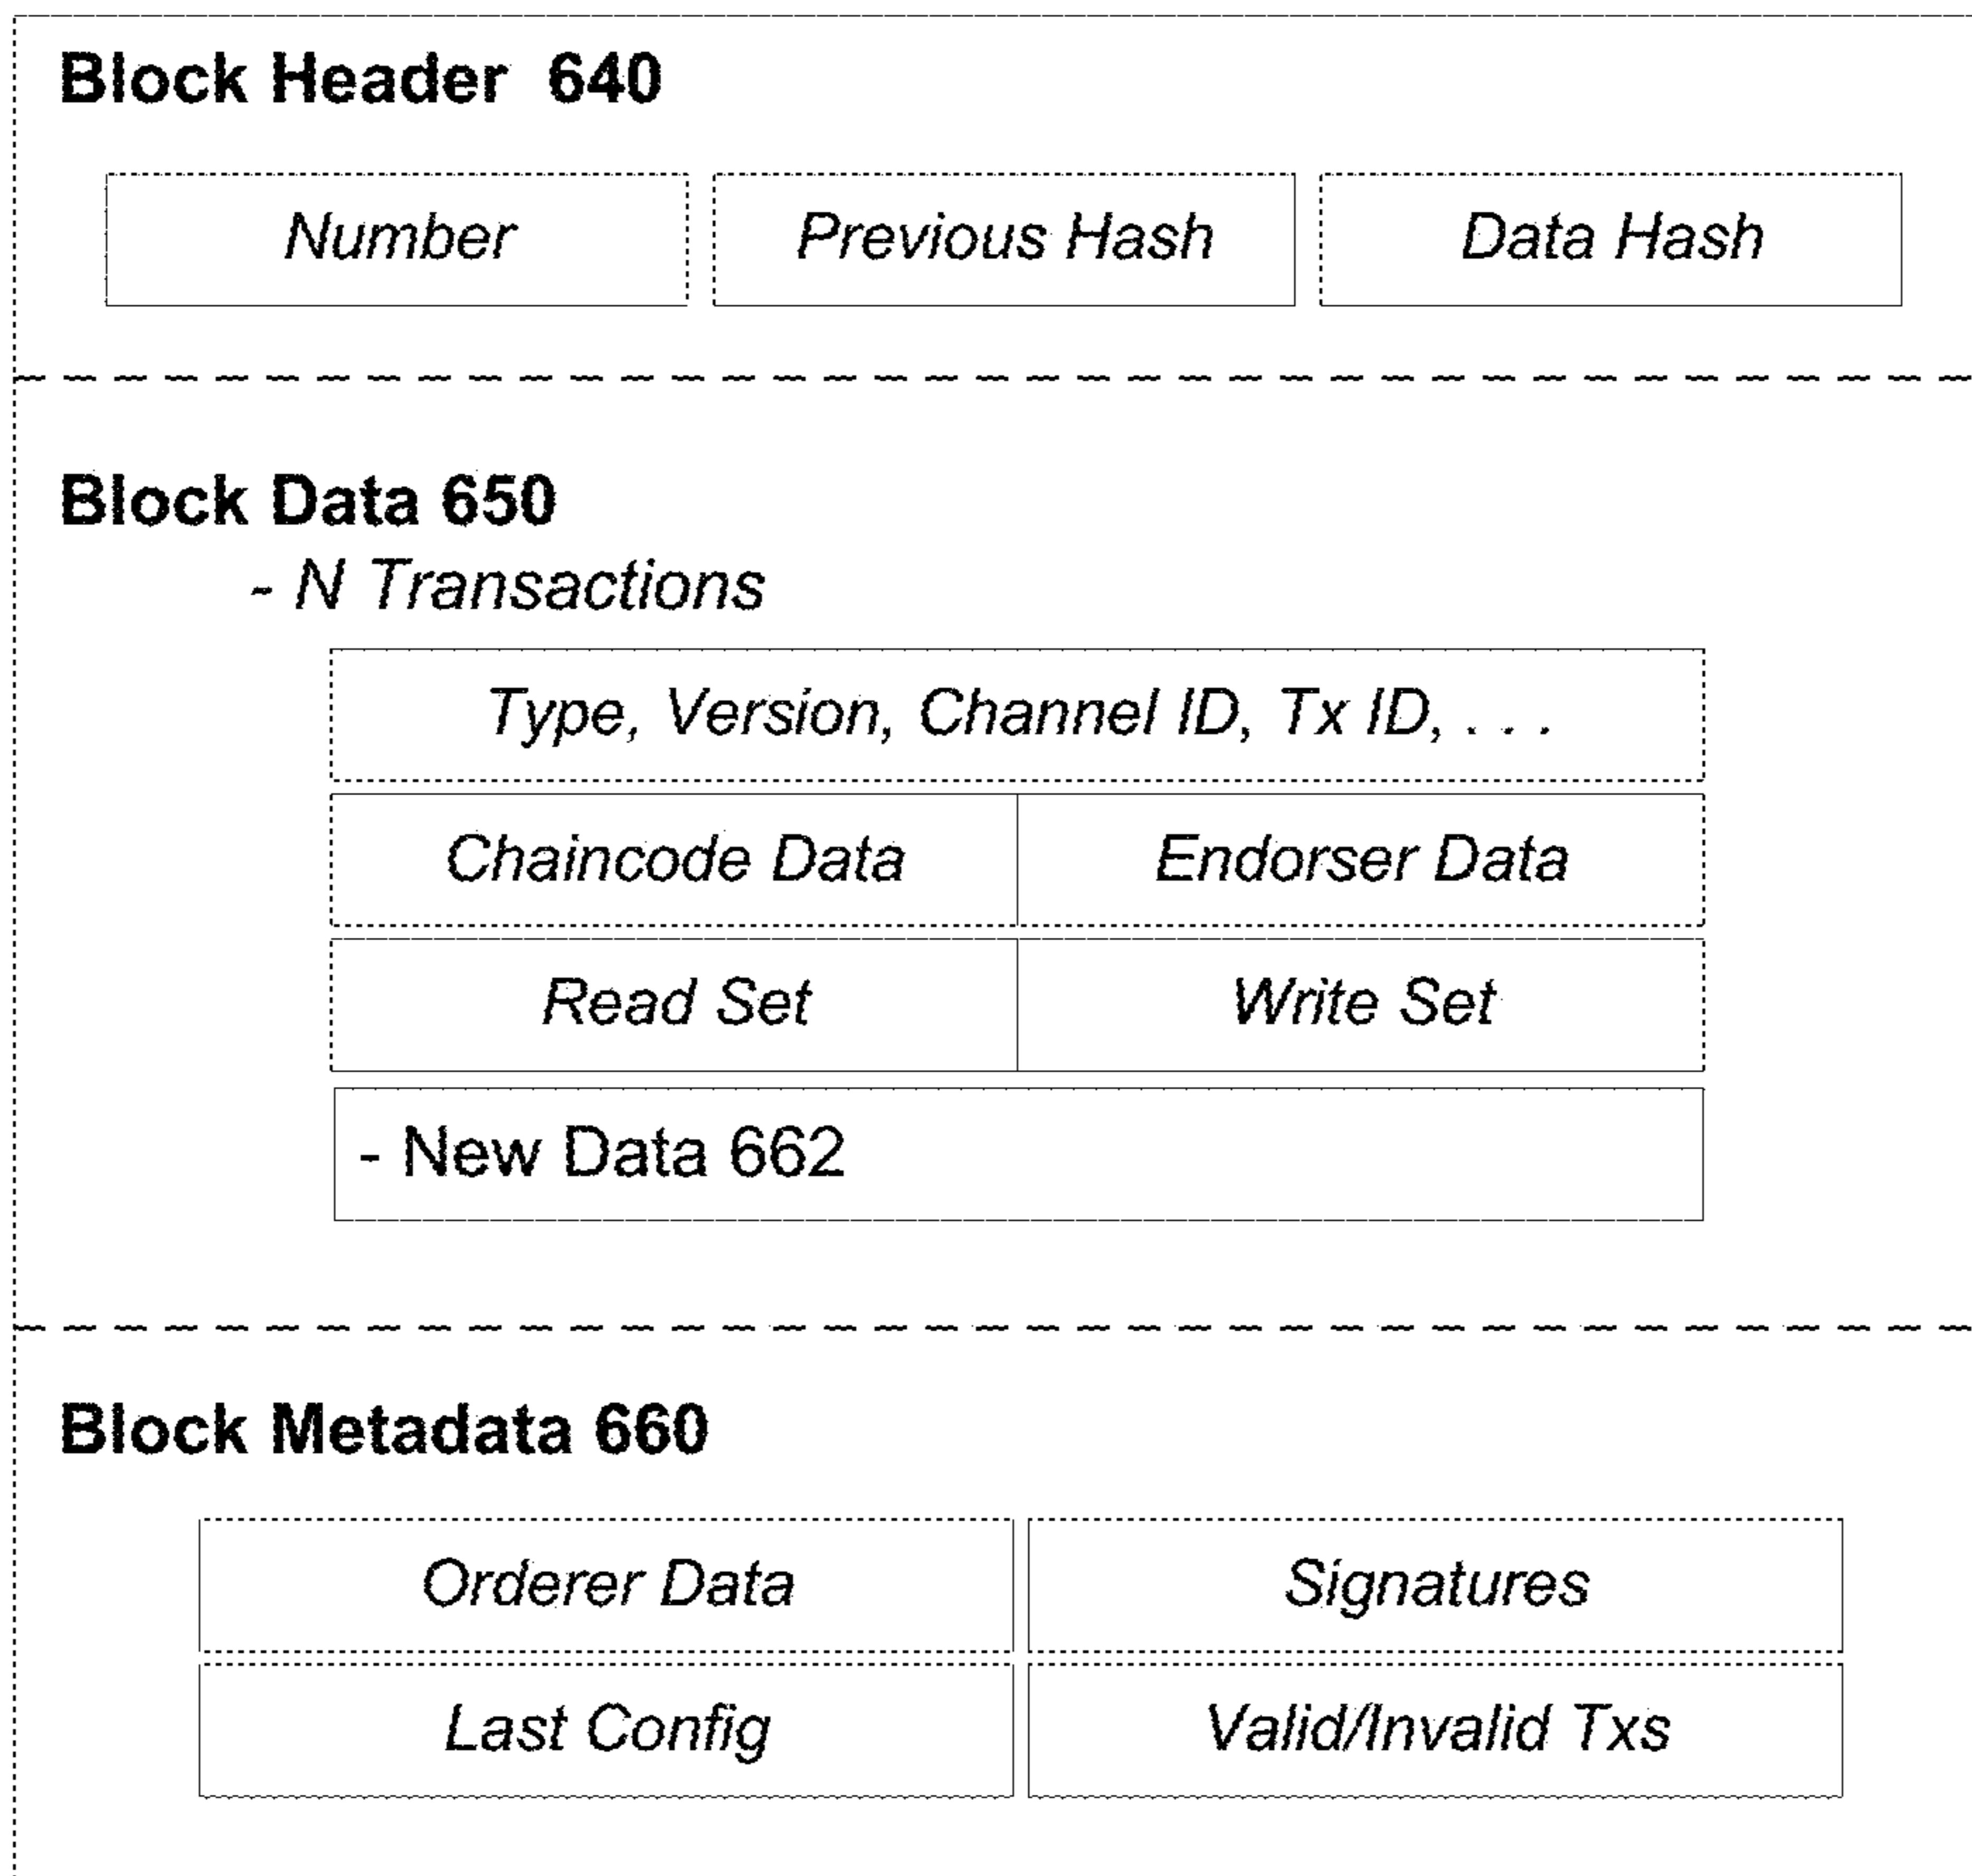 Block Header 640
Number Previous Hash Data Hash
Block Data 650
- N Transactions
Type, Version, Channel ID, Tx ID, . . .
Chaincode Data Endorser Data
Read Set Write Set
- New Data 662
Block Metadata 660
Orderer Data Signatures
Last Config Valid/Invalid Txs